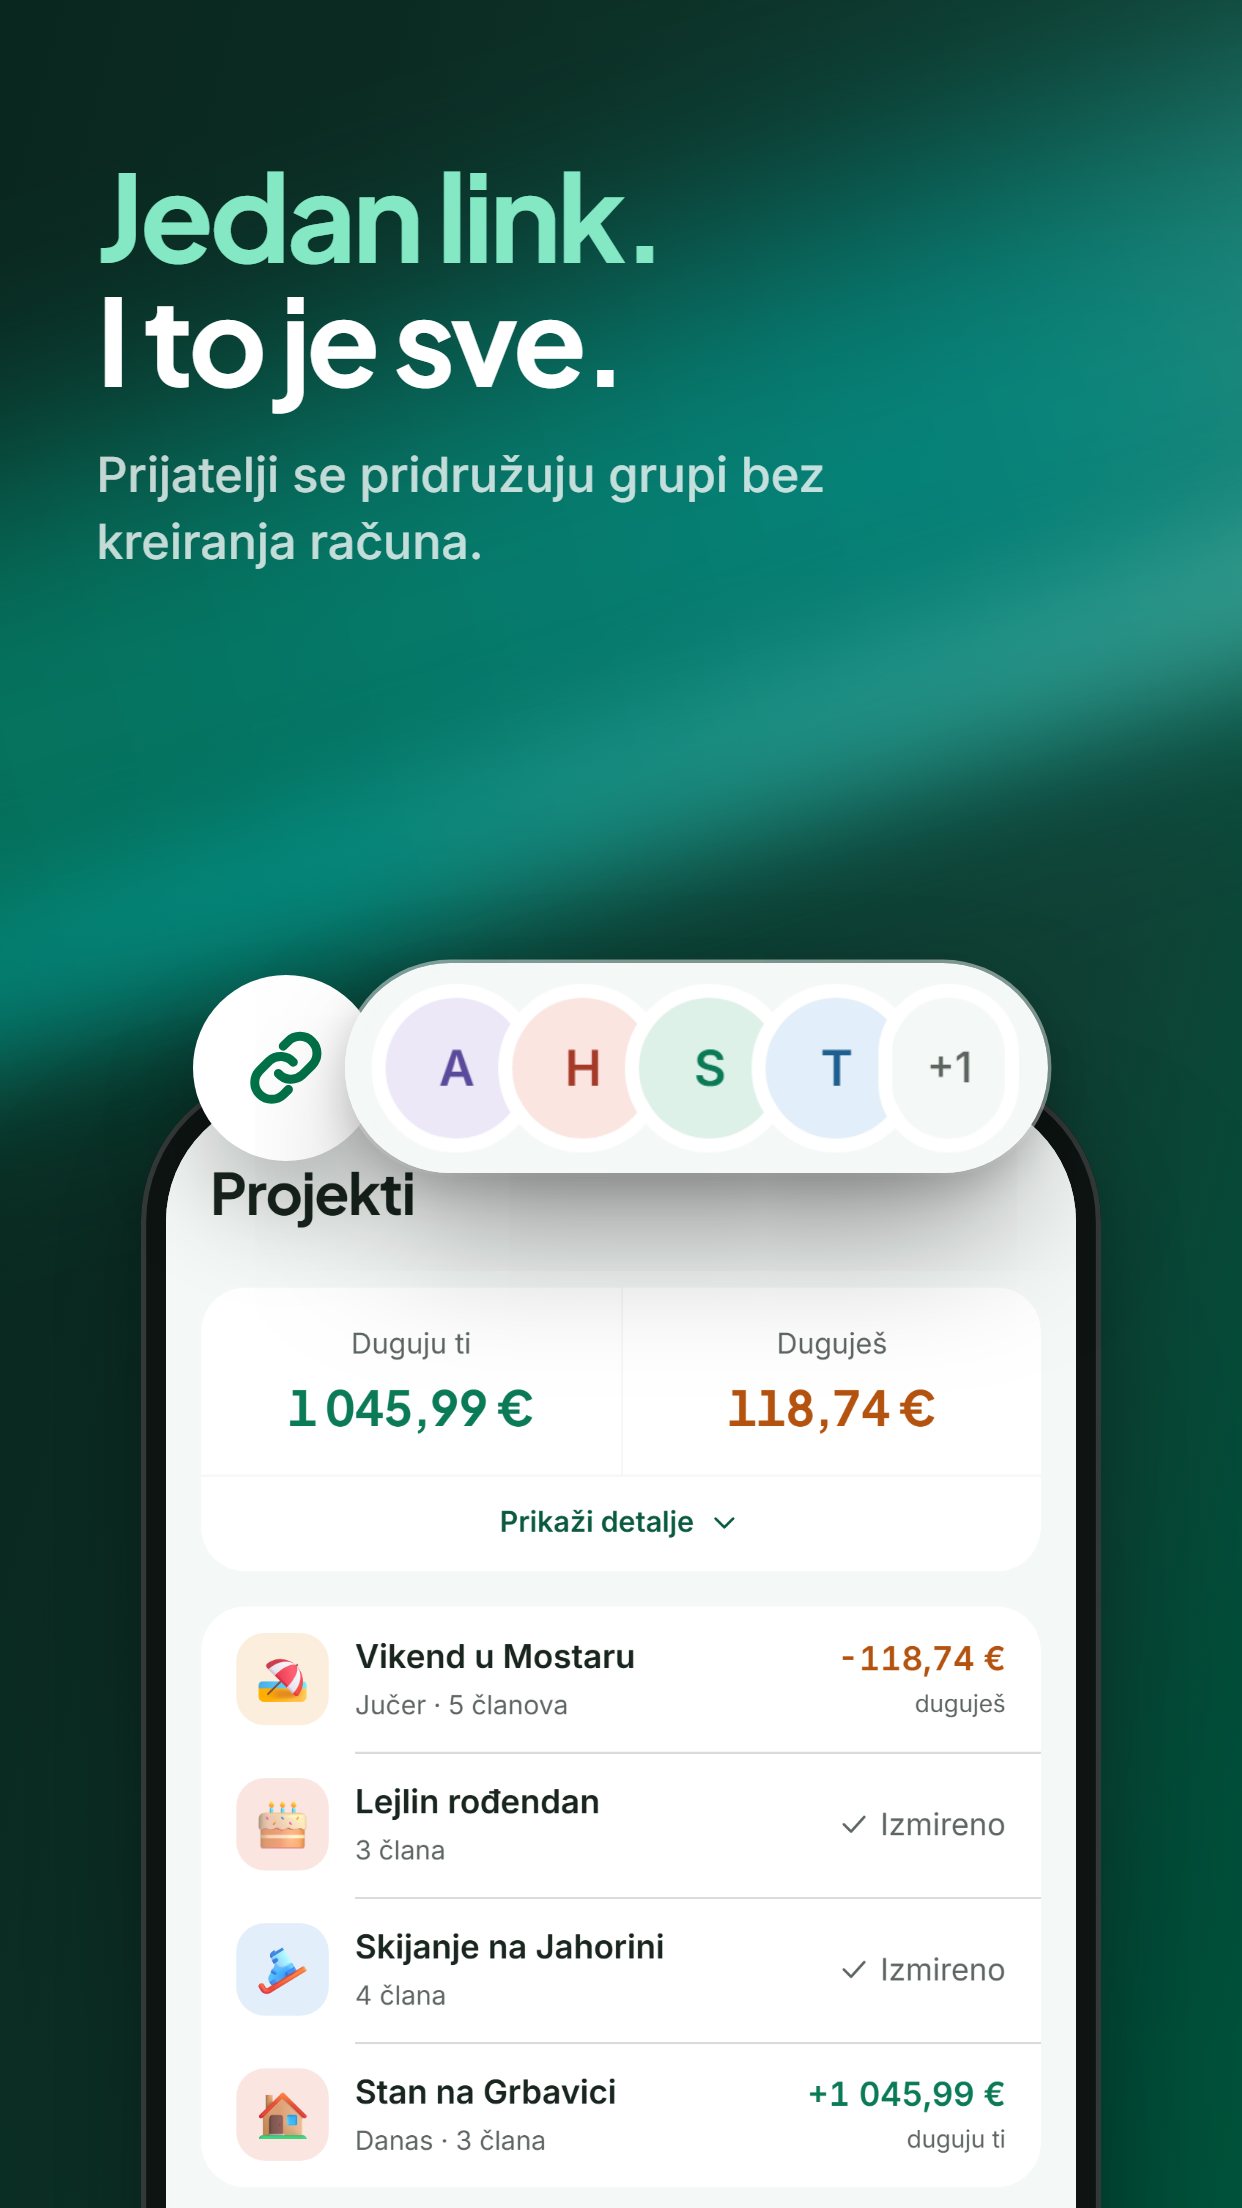 Jedan link.
I to je sve.
Prijatelji se pridružuju grupi bez
kreiranja računa.
A H S T +1
Projekti
Duguju ti
1 045,99 €
Duguješ
118,74 €
Prikaži detalje
Vikend u Mostaru
Jučer · 5 članova
-118,74 €
duguješ
Lejlin rođendan
3 člana
Izmireno
Skijanje na Jahorini
4 člana
Izmireno
Stan na Grbavici
Danas · 3 člana
+1 045,99 €
duguju ti